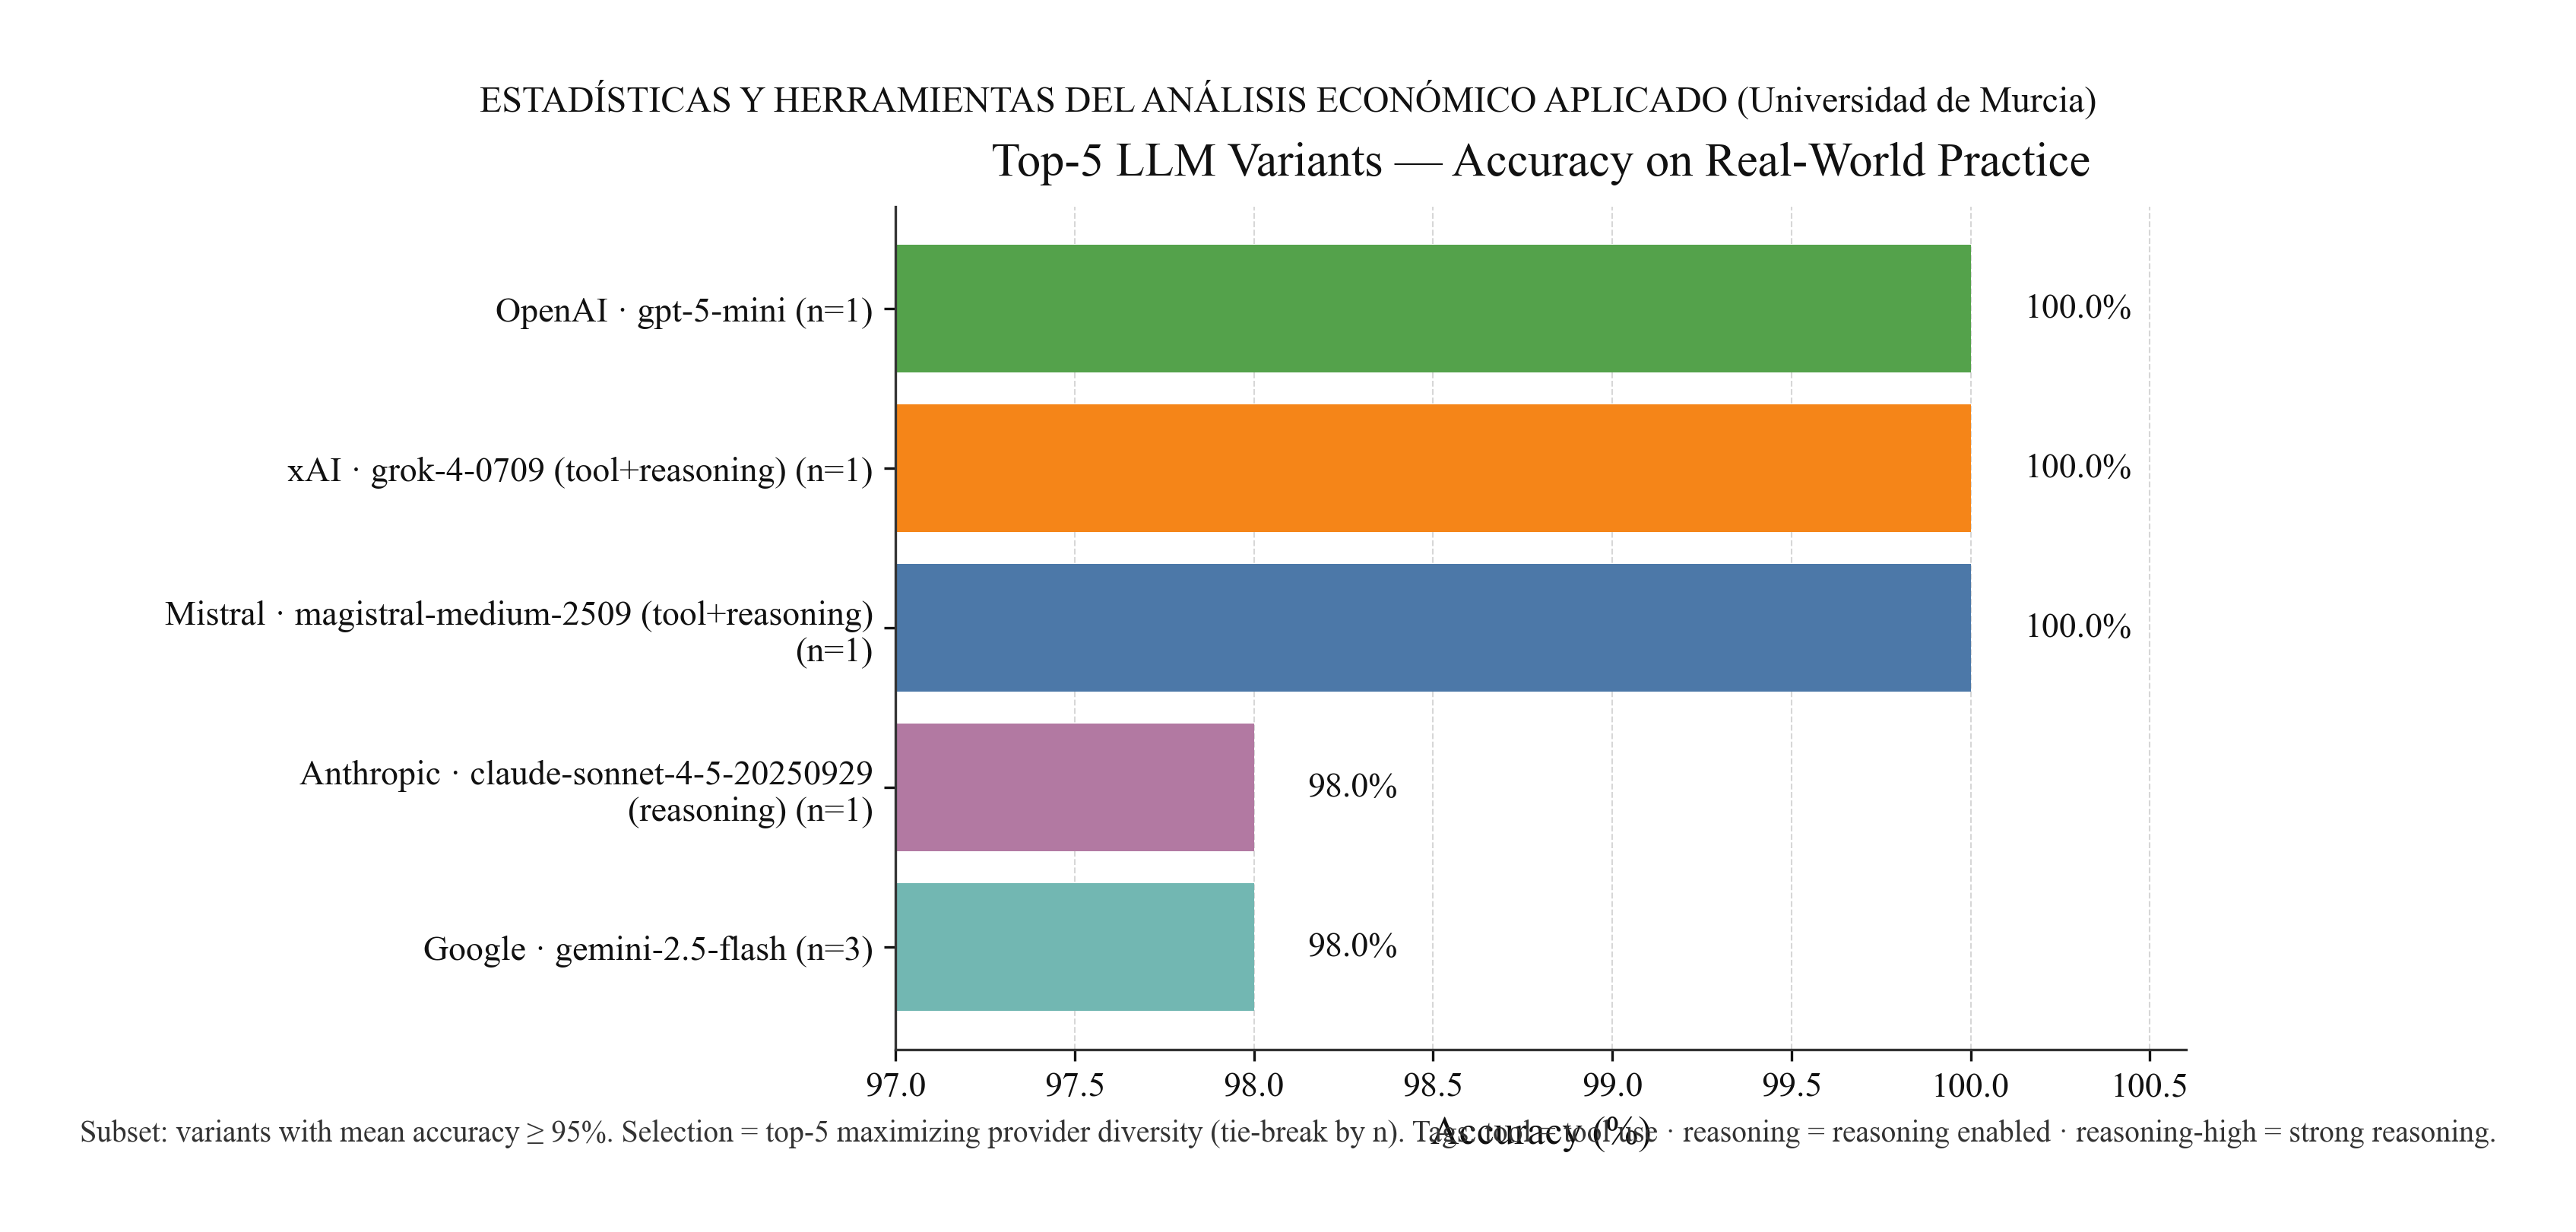 ESTADÍSTICAS Y HERRAMIENTAS DEL ANÁLISIS ECONÓMICO APLICADO (Universidad de Murcia)
Top-5 LLM Variants — Accuracy on Real-World Practice
OpenAI · gpt-5-mini (n=1)
100.0%
xAI · grok-4-0709 (tool+reasoning) (n=1)
100.0%
Mistral · magistral-medium-2509 (tool+reasoning)
(n=1)
100.0%
Anthropic · claude-sonnet-4-5-20250929
(reasoning) (n=1)
98.0%
Google · gemini-2.5-flash (n=3)
98.0%
97.0 97.5 98.0 98.5 99.0 99.5 100.0 100.5
Accuracy (%)
Subset: variants with mean accuracy ≥ 95%. Selection = top-5 maximizing provider diversity (tie-break by n). Tags: tool = tool use · reasoning = reasoning enabled · reasoning-high = strong reasoning.